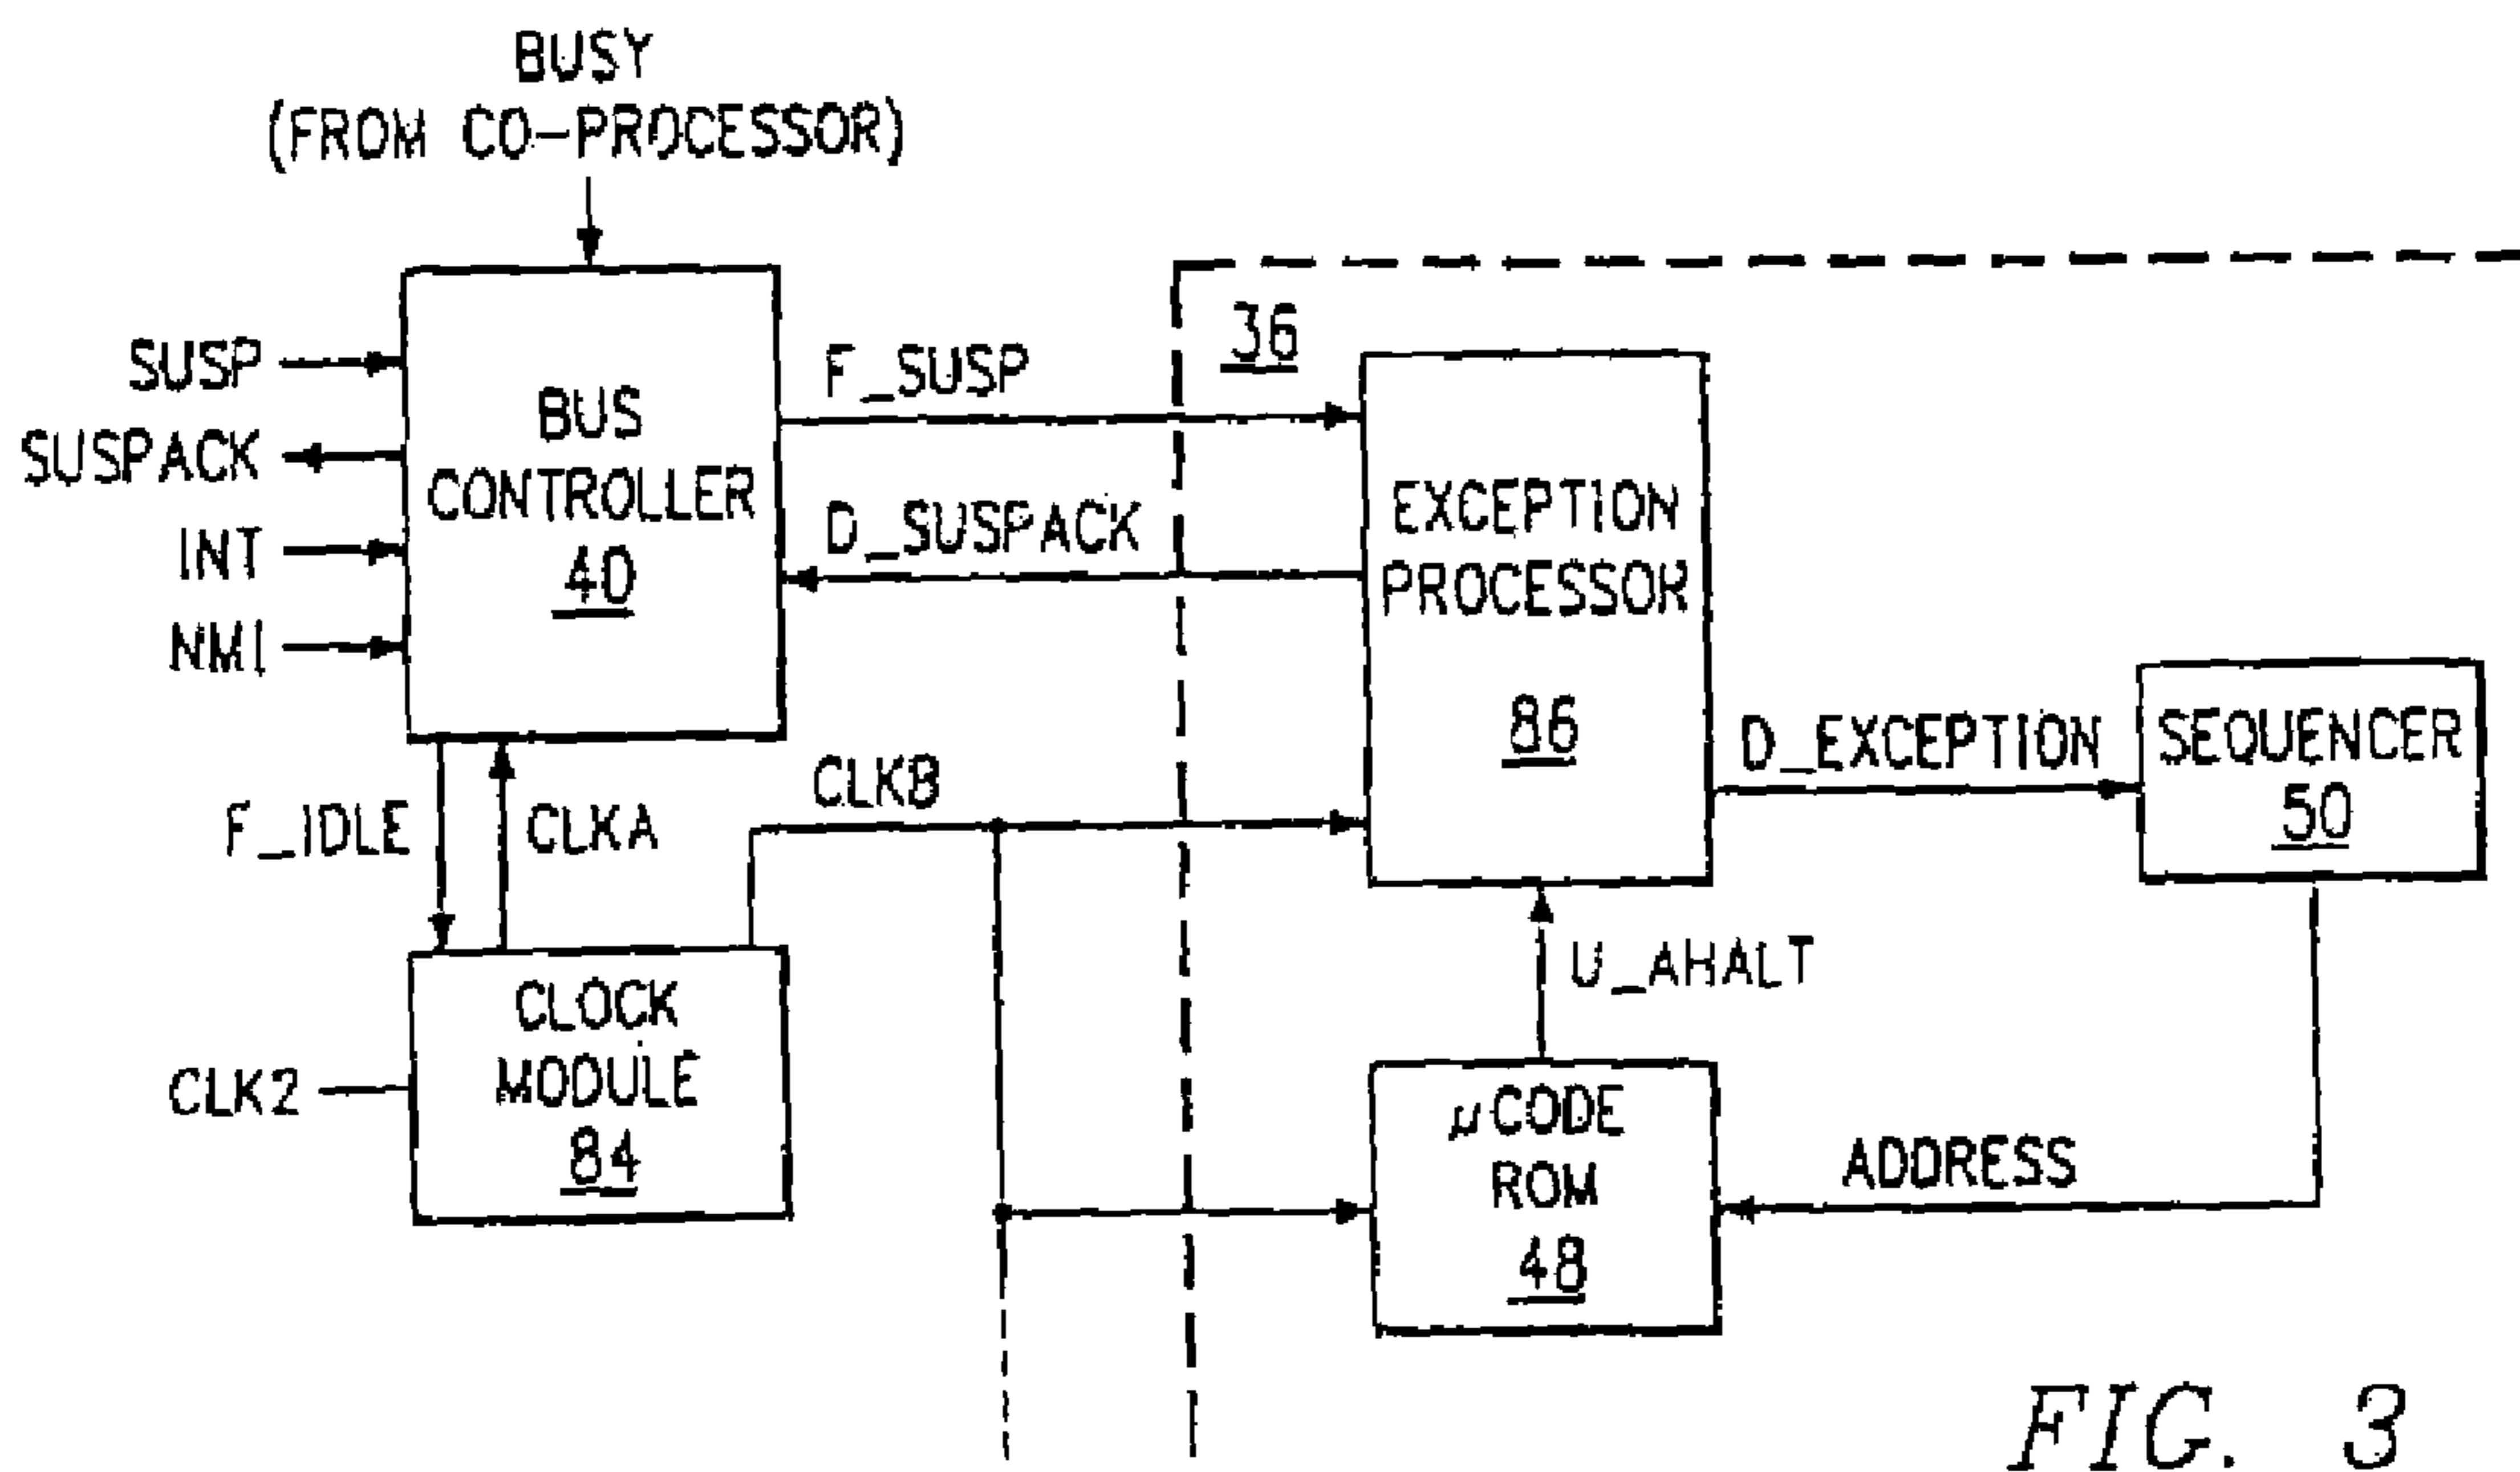 BUSY
(FROM CO-PROCESSOR)
SUSP
SUSPACK
INT
NMI
BUS
CONTROLLER
40
F_SUSP
D_SUSPACK
36
EXCEPTION
PROCESSOR
86
D_EXCEPTION
SEQUENCER
50
F_IDLE
CLKA
CLKB
U_AHALT
CLK2
CLOCK
MODULE
84
μCODE
ROM
48
ADDRESS
FIG. 3